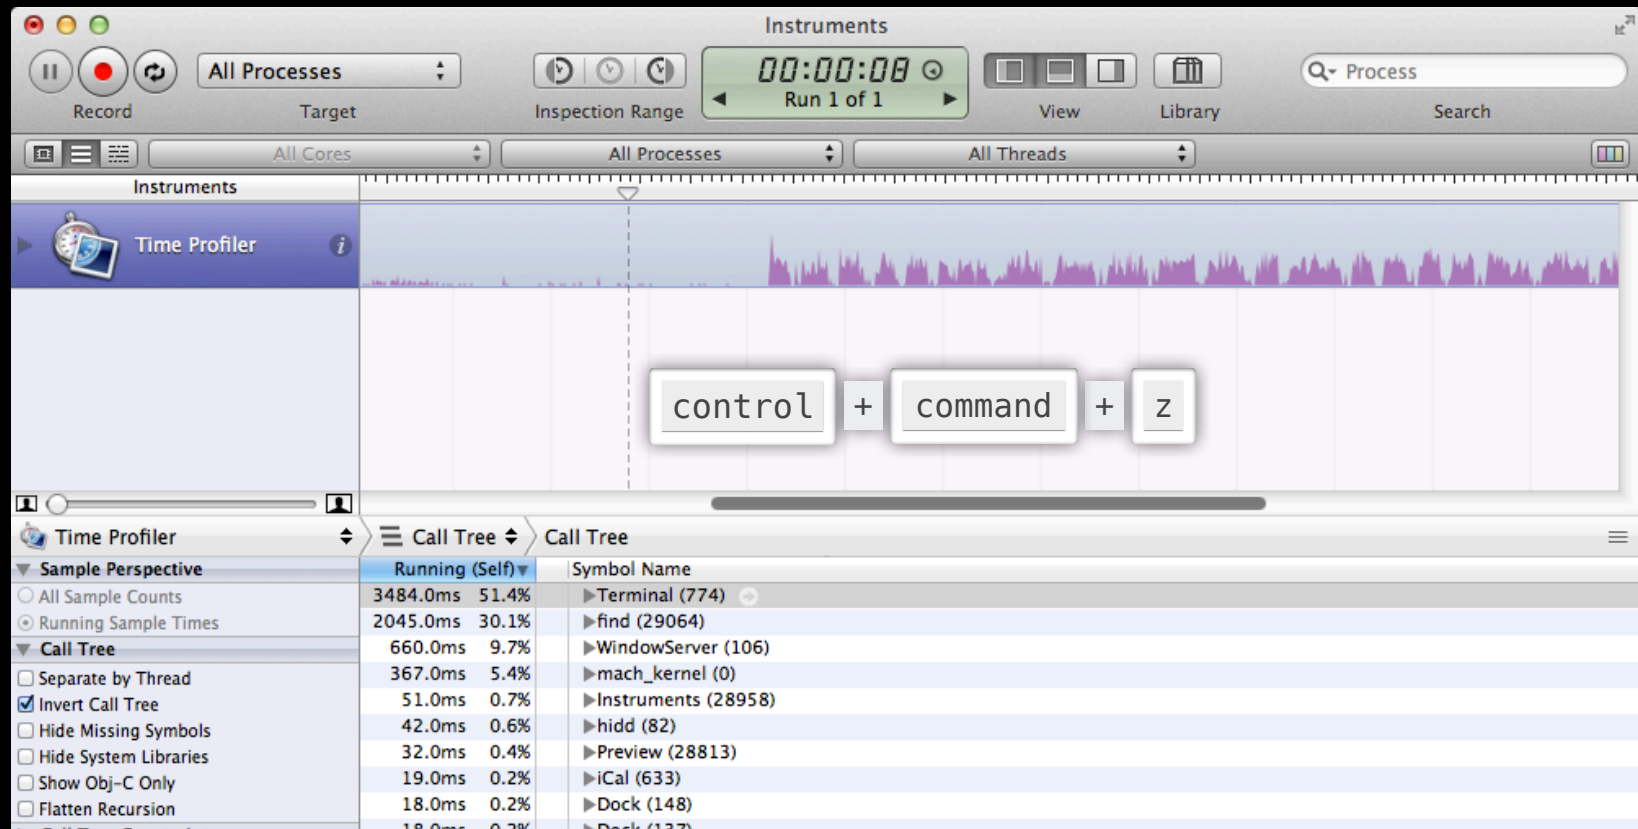 Instruments
All Processes
00:00:08
Run 1 of 1
Process
Record
Target
Inspection Range
View
Library
Search
All Cores
All Processes
All Threads
Instruments
Time Profiler
control + command + z
Time Profiler
Call Tree
Call Tree
Sample Perspective
Running (Self)
Symbol Name
All Sample Counts
3484.0ms 51.4% Terminal (774)
Running Sample Times
2045.0ms 30.1% find (29064)
Call Tree
660.0ms 9.7% WindowServer (106)
Separate by Thread
367.0ms 5.4% mach_kernel (0)
Invert Call Tree
51.0ms 0.7% Instruments (28958)
Hide Missing Symbols
42.0ms 0.6% hidd (82)
Hide System Libraries
32.0ms 0.4% Preview (28813)
Show Obj-C Only
19.0ms 0.2% iCal (633)
Flatten Recursion
18.0ms 0.2% Dock (148)